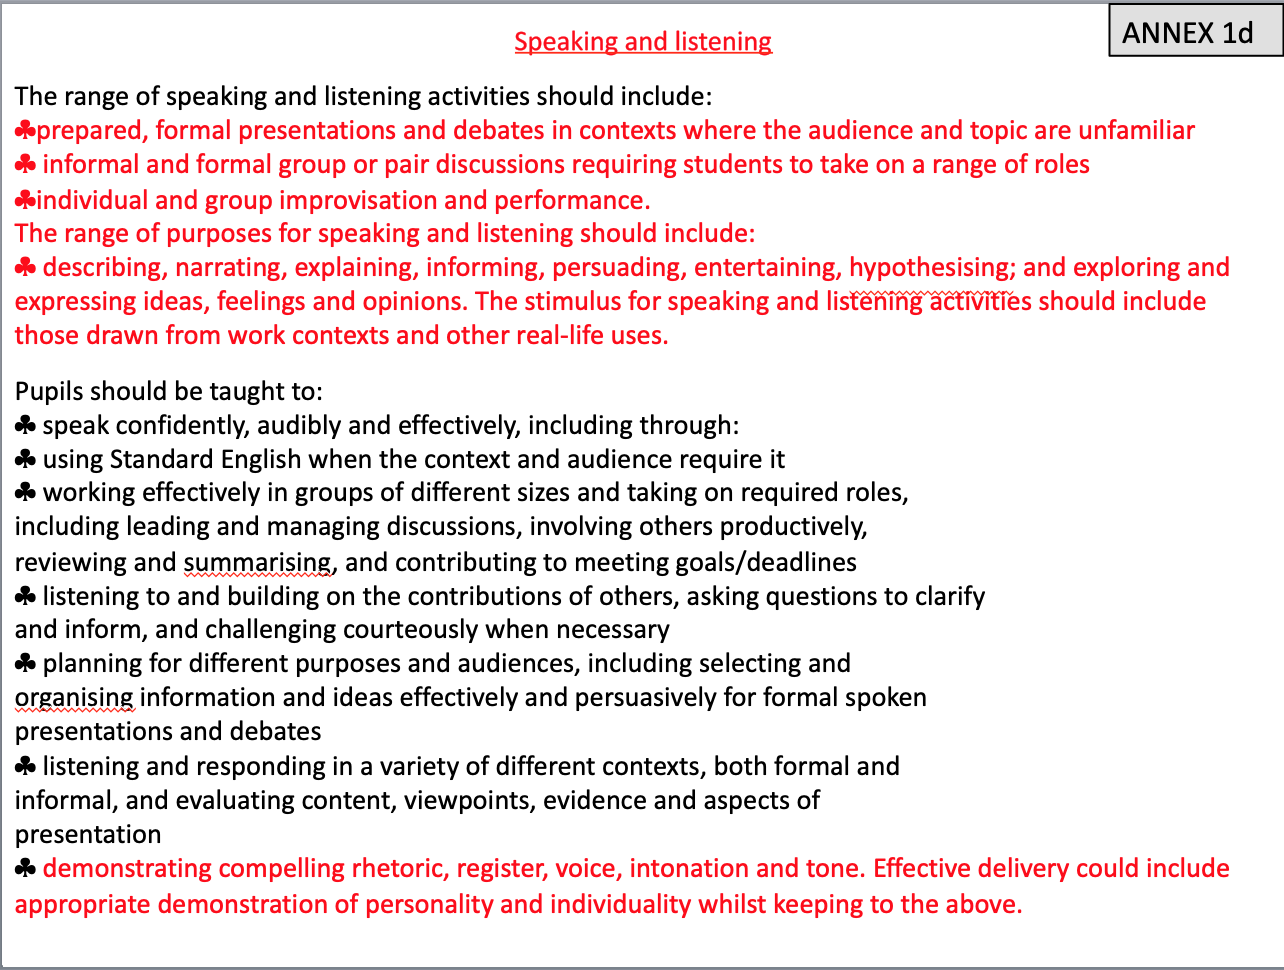 Speaking and listening
ANNEX 1d
The range of speaking and listening activities should include:
♣prepared, formal presentations and debates in contexts where the audience and topic are unfamiliar
♣ informal and formal group or pair discussions requiring students to take on a range of roles
♣individual and group improvisation and performance.
The range of purposes for speaking and listening should include:
♣ describing, narrating, explaining, informing, persuading, entertaining, hypothesising; and exploring and
expressing ideas, feelings and opinions. The stimulus for speaking and listening activities should include
those drawn from work contexts and other real-life uses.
Pupils should be taught to:
♣ speak confidently, audibly and effectively, including through:
♣ using Standard English when the context and audience require it
♣ working effectively in groups of different sizes and taking on required roles,
including leading and managing discussions, involving others productively,
reviewing and summarising, and contributing to meeting goals/deadlines
♣ listening to and building on the contributions of others, asking questions to clarify
and inform, and challenging courteously when necessary
♣ planning for different purposes and audiences, including selecting and
organising information and ideas effectively and persuasively for formal spoken
presentations and debates
♣ listening and responding in a variety of different contexts, both formal and
informal, and evaluating content, viewpoints, evidence and aspects of
presentation
♣ demonstrating compelling rhetoric, register, voice, intonation and tone. Effective delivery could include
appropriate demonstration of personality and individuality whilst keeping to the above.